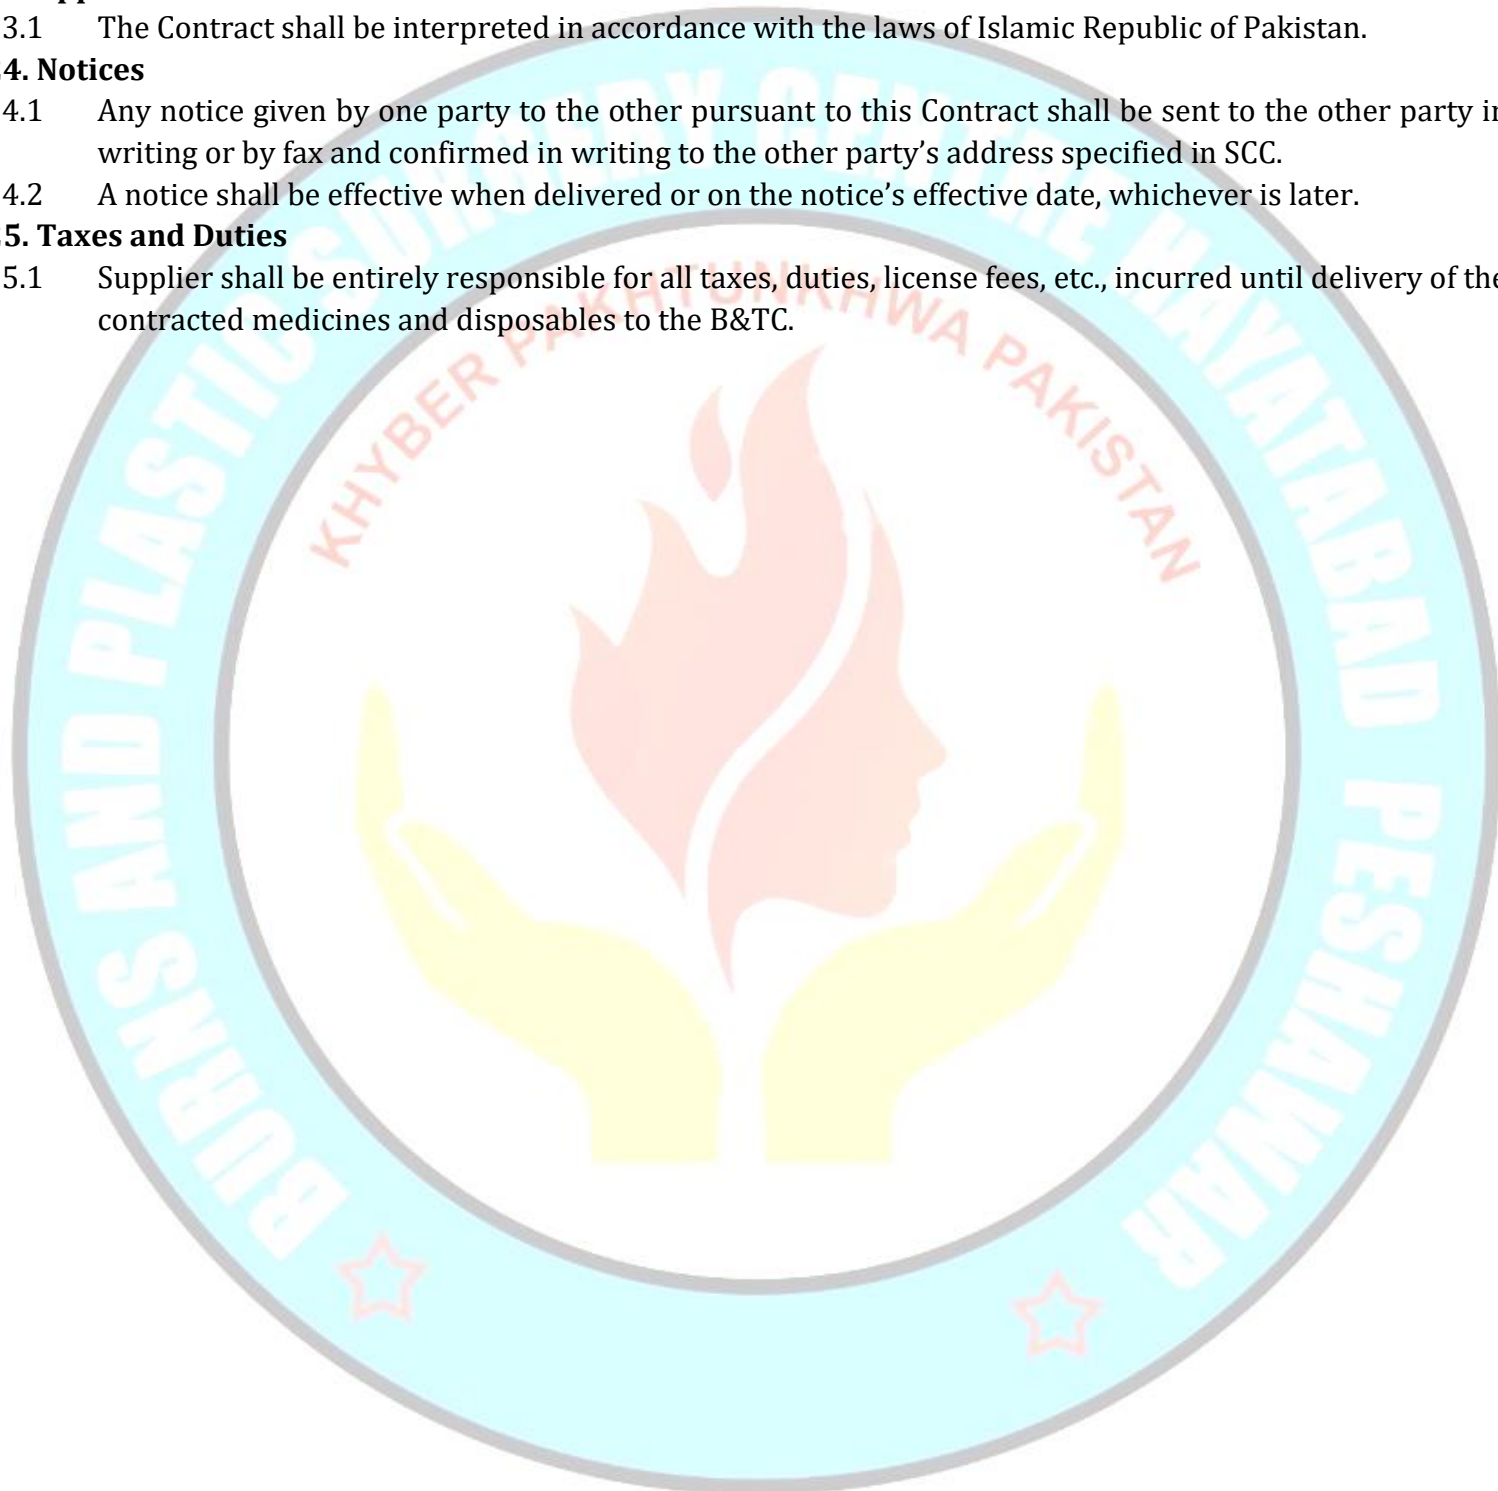 3.1 The Contract shall be interpreted in accordance with the laws of Islamic Republic of Pakistan.
4. Notices
4.1 Any notice given by one party to the other pursuant to this Contract shall be sent to the other party in
writing or by fax and confirmed in writing to the other party’s address specified in SCC.
4.2 A notice shall be effective when delivered or on the notice’s effective date, whichever is later.
5. Taxes and Duties
5.1 Supplier shall be entirely responsible for all taxes, duties, license fees, etc., incurred until delivery of the
contracted medicines and disposables to the B&TC.
BURNS AND PLASTIC SURGERY CENTRE HAYATABAD PESHAWAR
KHYBER PAKHTUNKHWA PAKISTAN